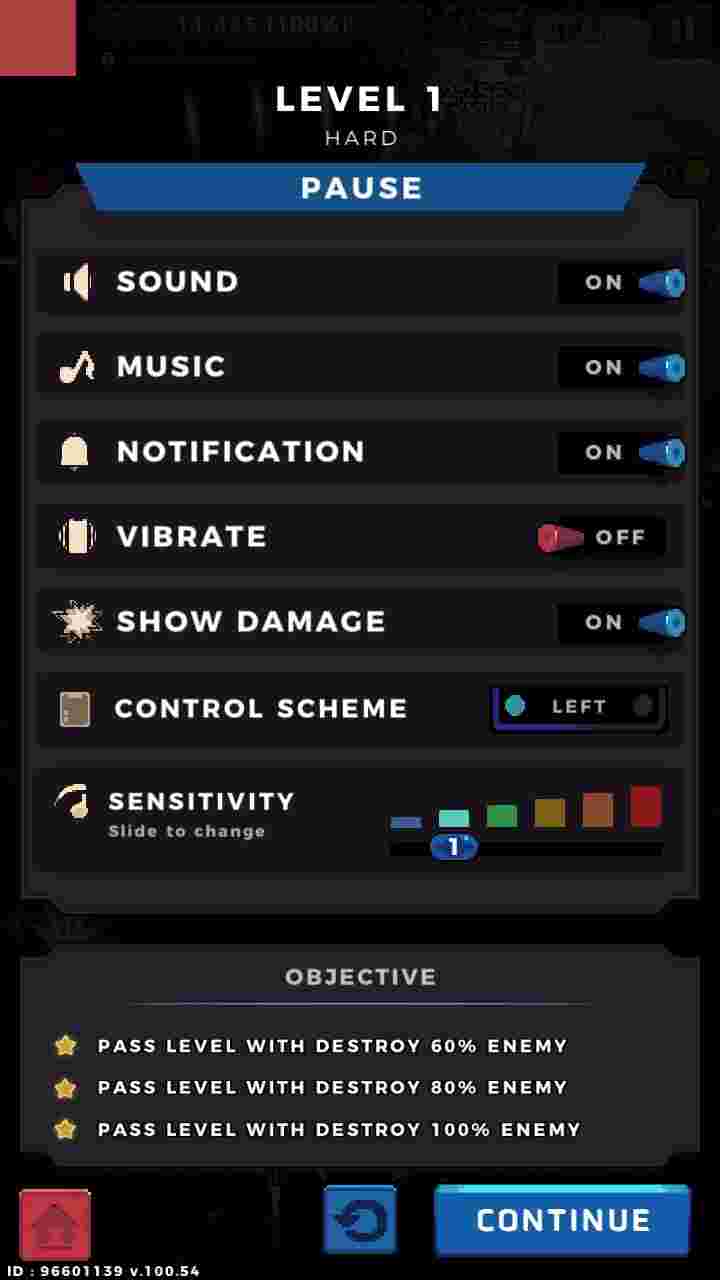 LEVEL 1
HARD
PAUSE
SOUND ON
MUSIC ON
NOTIFICATION ON
VIBRATE OFF
SHOW DAMAGE ON
CONTROL SCHEME LEFT
SENSITIVITY
Slide to change
1
OBJECTIVE
PASS LEVEL WITH DESTROY 60% ENEMY
PASS LEVEL WITH DESTROY 80% ENEMY
PASS LEVEL WITH DESTROY 100% ENEMY
CONTINUE
ID : 96601139 v.100.54